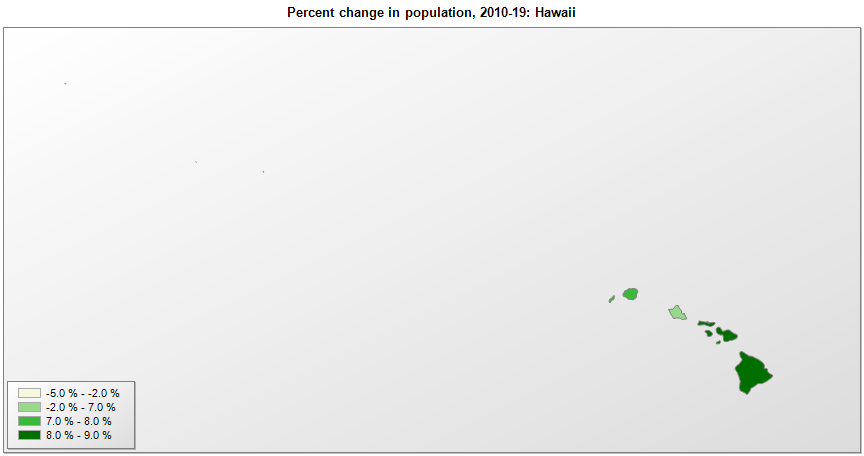 Percent change in population, 2010-19: Hawaii
-5.0 % - -2.0 %
-2.0 % - 7.0 %
7.0 % - 8.0 %
8.0 % - 9.0 %